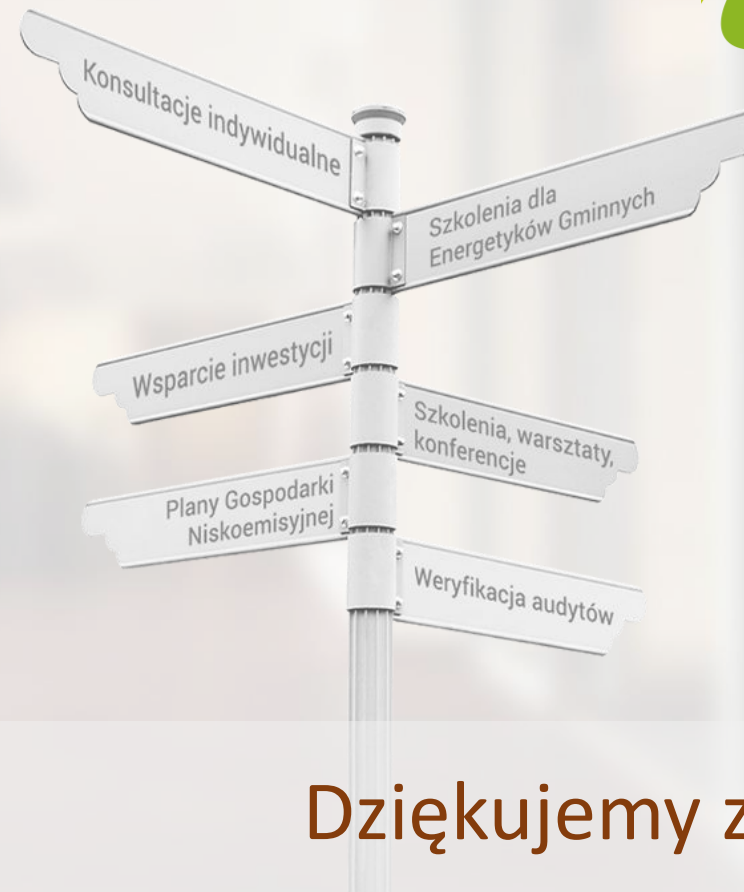 Konsultacje indywidualne
Szkolenia dla
Energetyków Gminnych
Wsparcie inwestycji
Szkolenia, warsztaty,
konferencje
Plany Gospodarki
Niskoemisyjnej
Weryfikacja audytów
Dziękujemy z